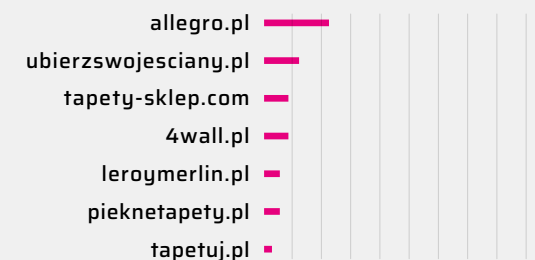 allegro.pl
ubierzswojesciany.pl
tapety-sklep.com
4wall.pl
leroymerlin.pl
pieknetapety.pl
tapetuj.pl